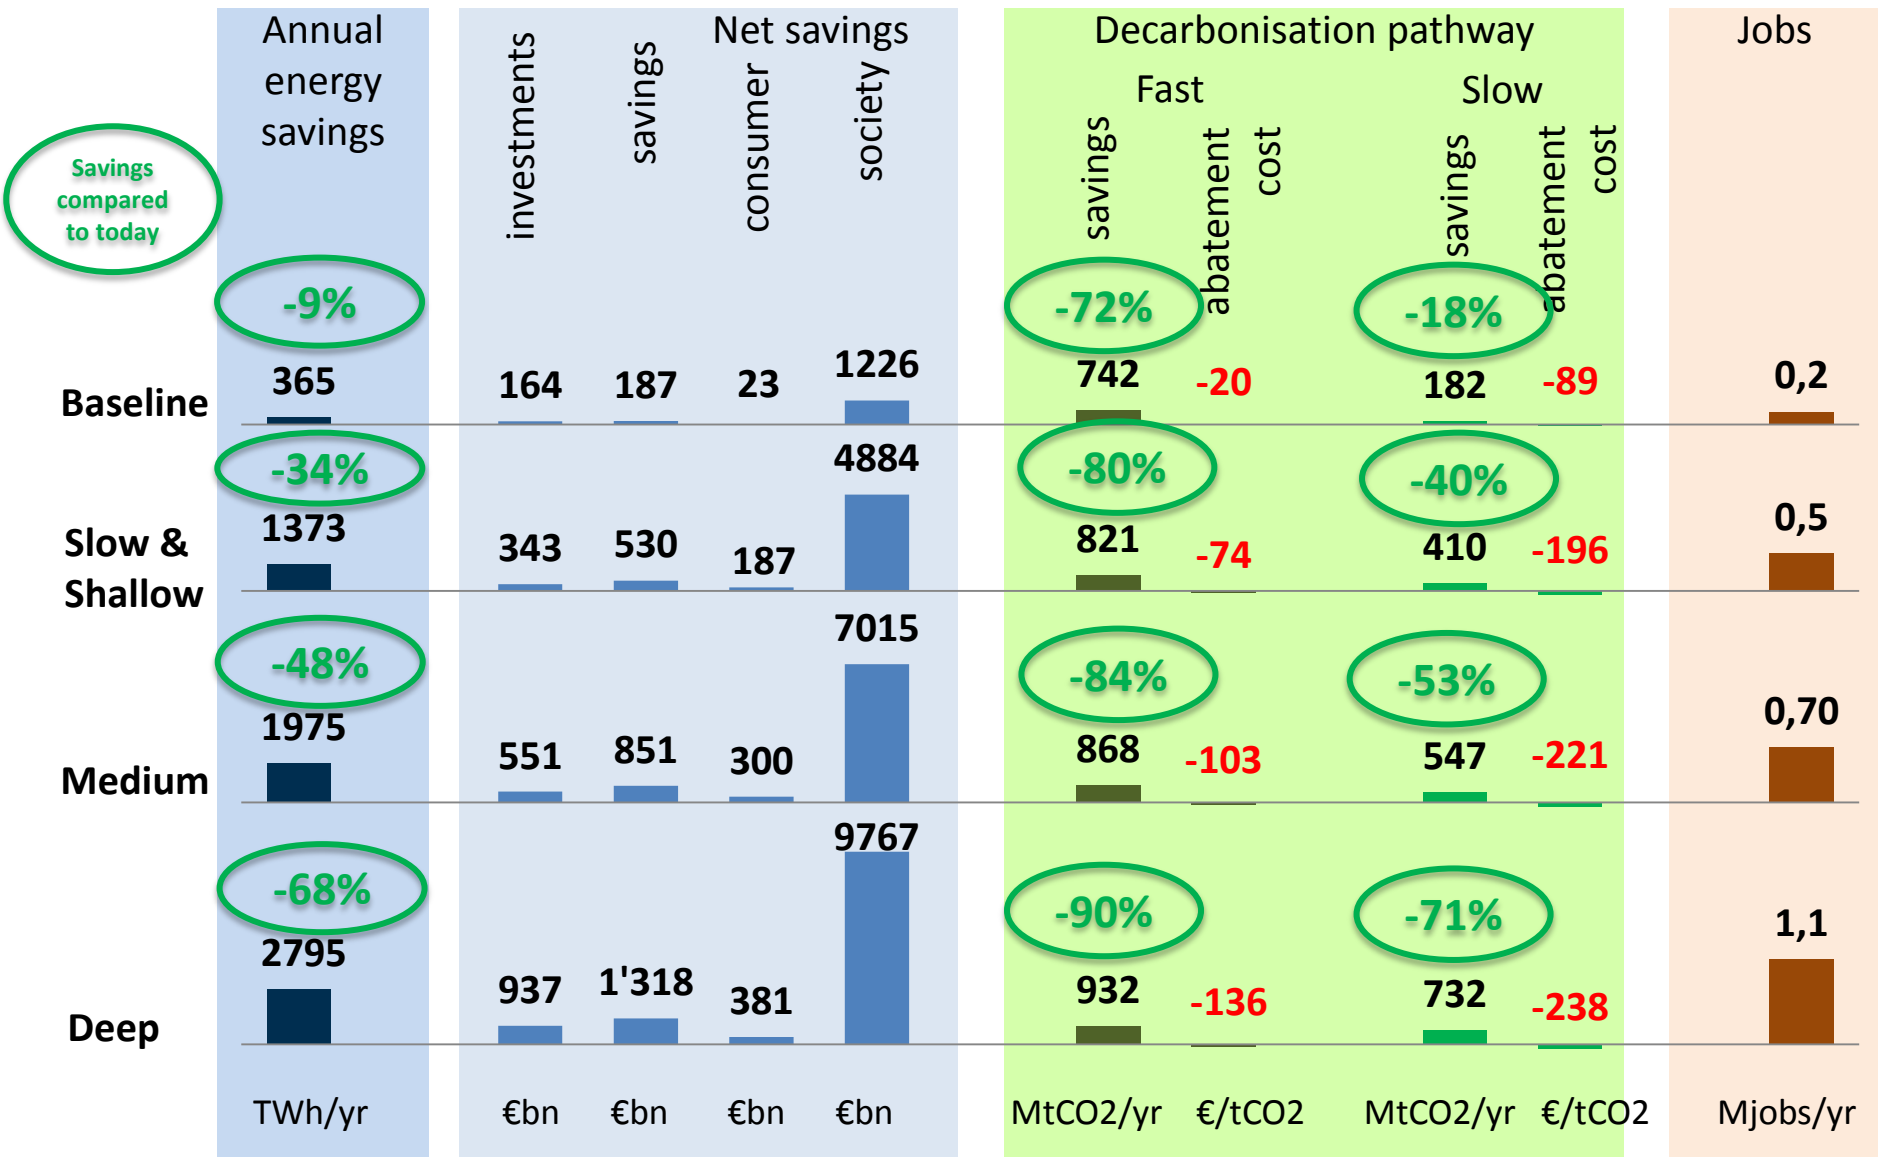 Annual
energy
savings
Net savings
investments
savings
consumer
society
Decarbonisation pathway
Fast
Slow
savings
abatement
cost
savings
abatement
cost
Jobs
Savings
compared
to today
-9%
-72%
-18%
Baseline
365
164
187
23
1226
742
-20
182
-89
0,2
-34%
-80%
-40%
Slow &
Shallow
1373
343
530
187
4884
821
-74
410
-196
0,5
-48%
-84%
-53%
Medium
1975
551
851
300
7015
868
-103
547
-221
0,70
-68%
-90%
-71%
Deep
2795
937
1'318
381
9767
932
-136
732
-238
1,1
TWh/yr
€bn
€bn
€bn
€bn
MtCO2/yr
€/tCO2
MtCO2/yr
€/tCO2
Mjobs/yr